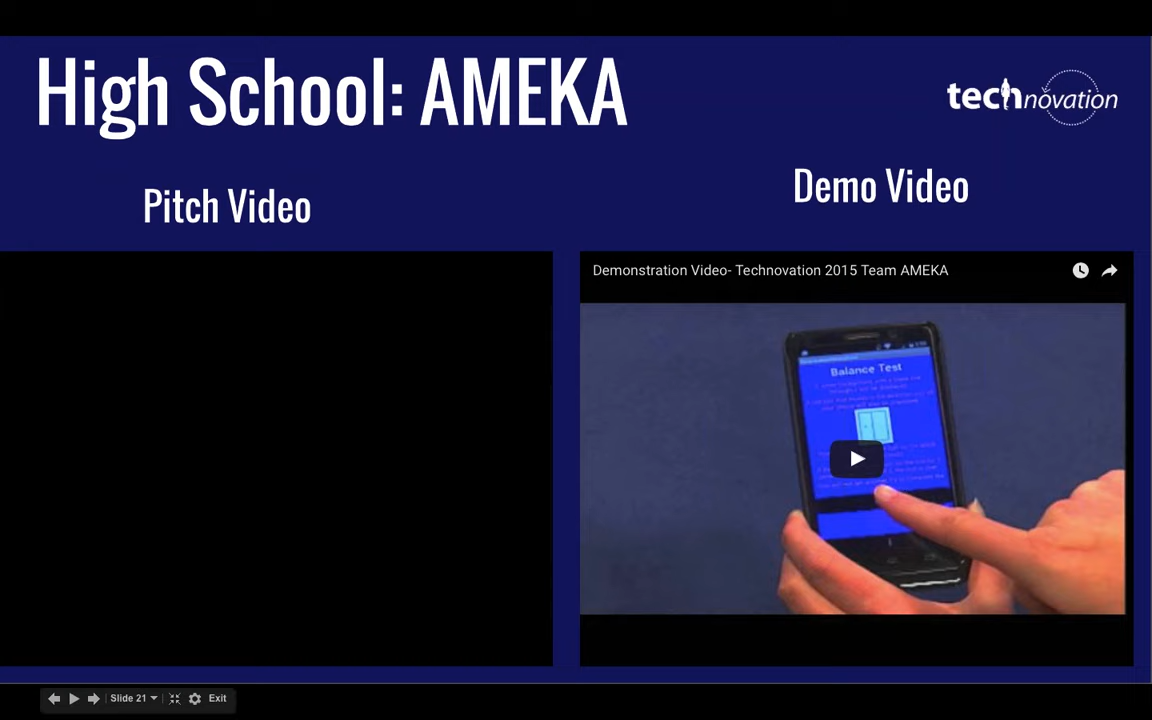 High School: AMEKA
technovation
Pitch Video
Demo Video
Demonstration Video- Technovation 2015 Team AMEKA
Balance Test
Slide 21
Exit